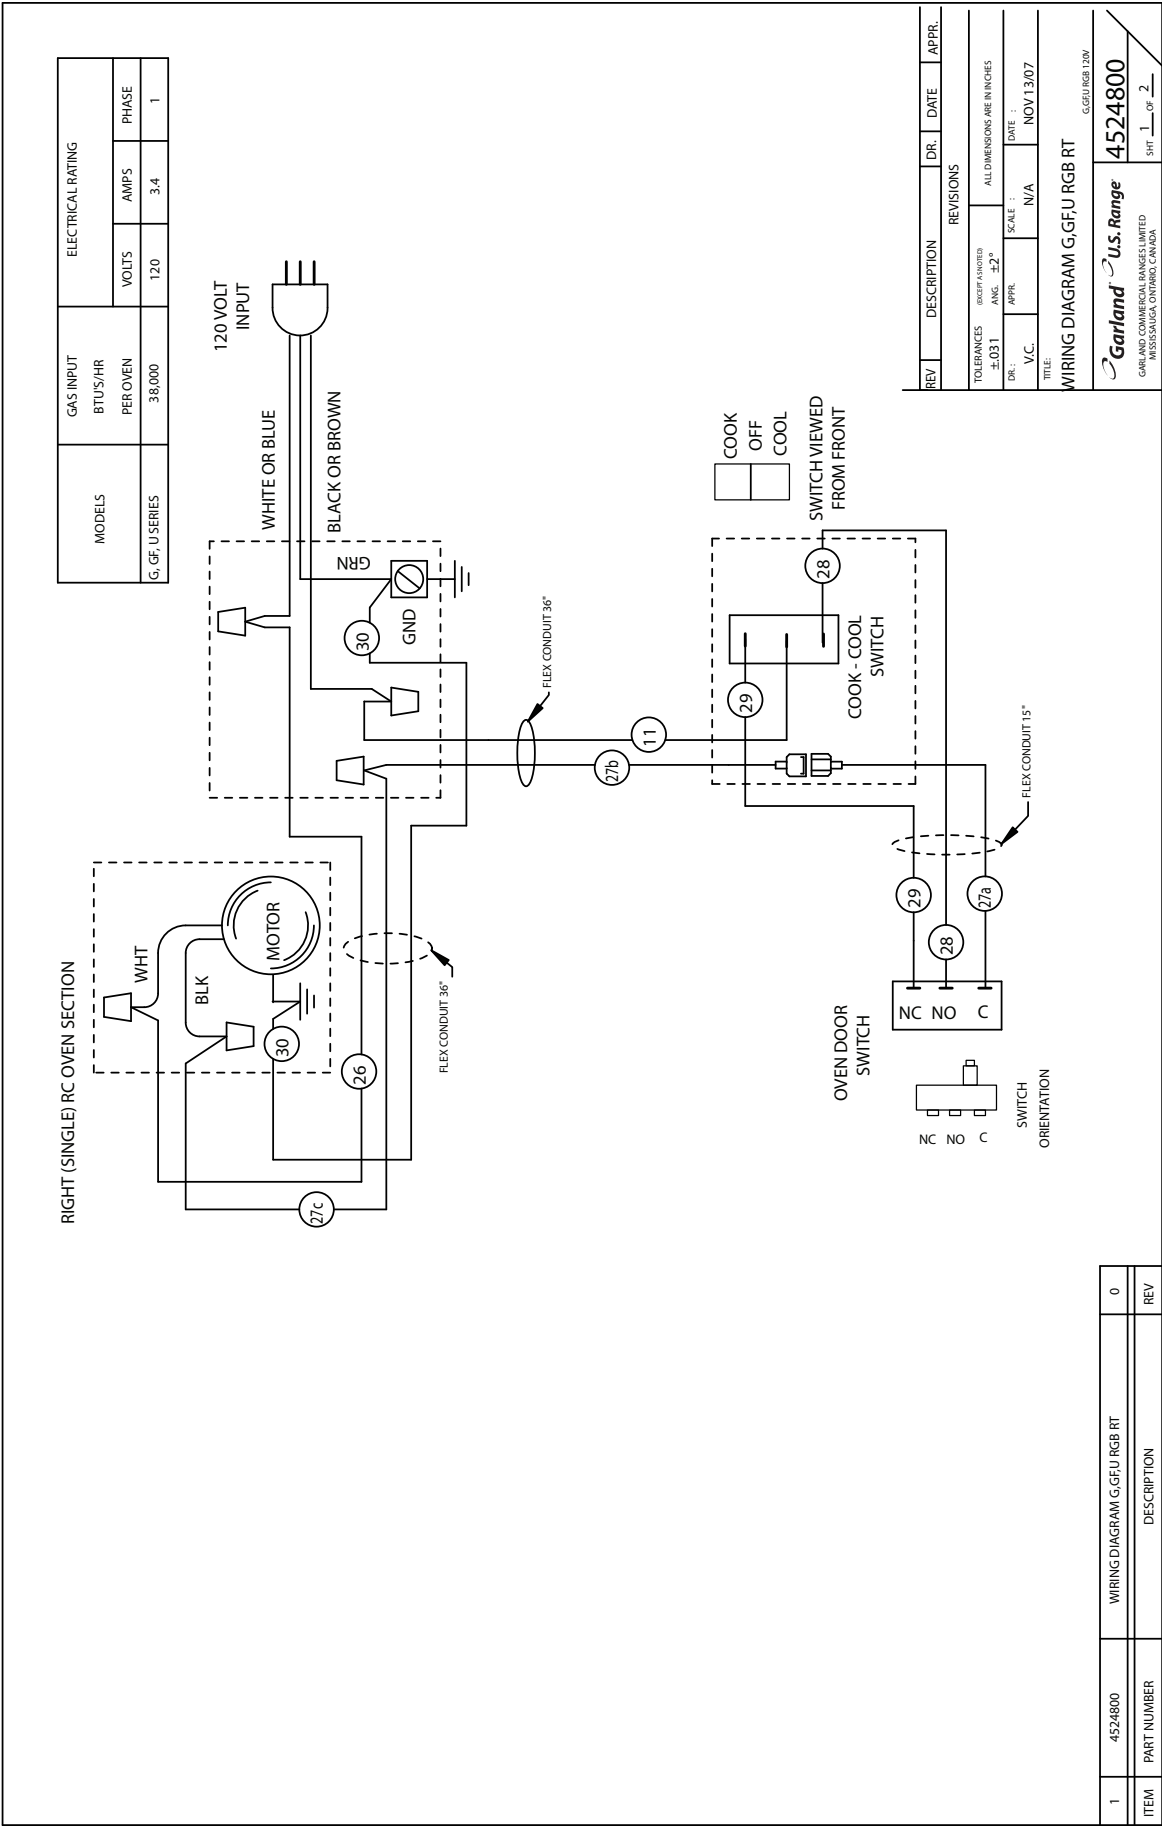 MODELS
GAS INPUT
BTU'S/HR
PER OVEN
ELECTRICAL RATING
VOLTS
AMPS
PHASE
G, GF, U SERIES
38,000
120
3.4
1
RIGHT (SINGLE) RC OVEN SECTION
WHT
BLK
MOTOR
30
26
27c
FLEX CONDUIT 36"
120 VOLT
INPUT
WHITE OR BLUE
BLACK OR BROWN
GRN
GND
30
FLEX CONDUIT 36"
11
27b
COOK
OFF
COOL
SWITCH VIEWED
FROM FRONT
28
29
COOK - COOL
SWITCH
FLEX CONDUIT 15"
29
28
27a
OVEN DOOR
SWITCH
NC
NO
C
NC
NO
C
SWITCH
ORIENTATION
REV
DESCRIPTION
DR.
DATE
APPR.
REVISIONS
TOLERANCES (EXCEPT AS NOTED)
±.031
ANG. ±2°
ALL DIMENSIONS ARE IN INCHES
DR. :
V.C.
APPR.
SCALE :
N/A
DATE :
NOV 13/07
TITLE:
WIRING DIAGRAM G,GF,U RGB RT
G,GF,U RGB 120V
Garland U.S. Range
GARLAND COMMERCIAL RANGES LIMITED
MISSISSAUGA, ONTARIO, CANADA
4524800
SHT 1 OF 2
1
4524800
WIRING DIAGRAM G,GF,U RGB RT
0
ITEM
PART NUMBER
DESCRIPTION
REV